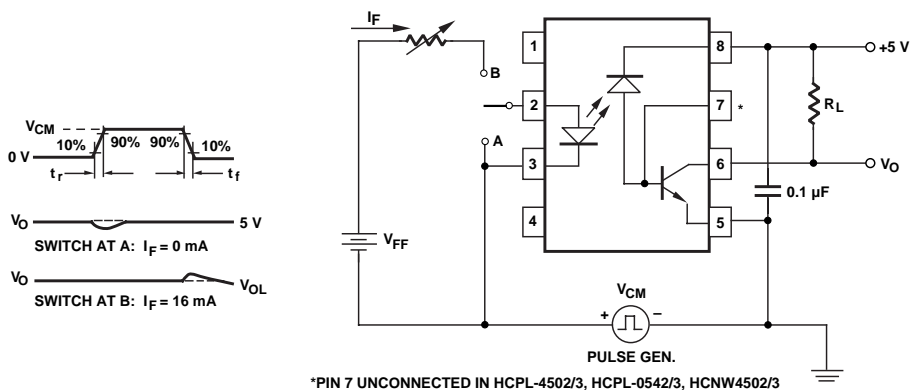 V_CM
10% 90% 90% 10%
0 V
t_r t_f
V_O 5 V
SWITCH AT A: I_F = 0 mA
V_O V_OL
SWITCH AT B: I_F = 16 mA
I_F
B
A
V_FF
1
2
3
4
8
7
6
5
*
+5 V
R_L
V_O
0.1 µF
V_CM
+ −
PULSE GEN.
*PIN 7 UNCONNECTED IN HCPL-4502/3, HCPL-0542/3, HCNW4502/3